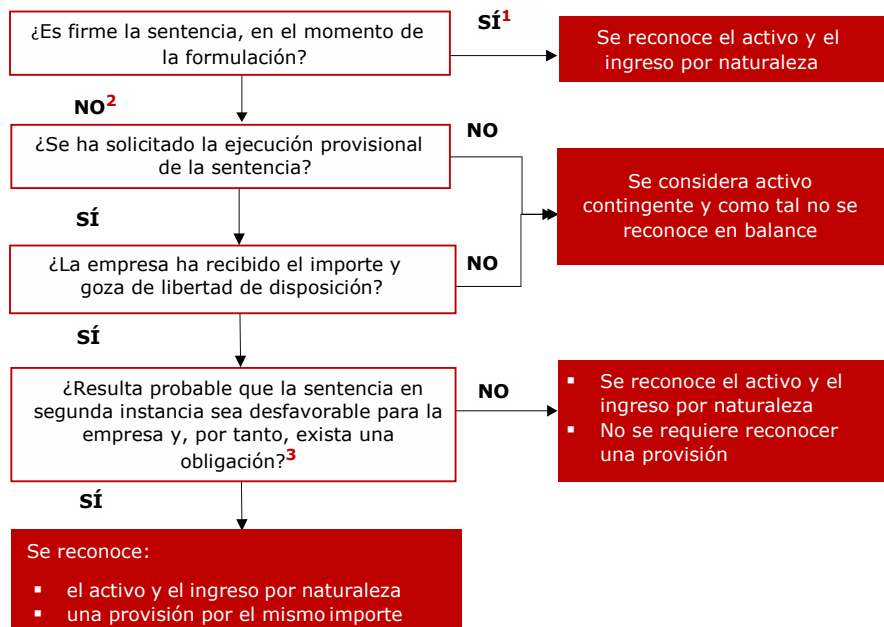 ¿Es firme la sentencia, en el momento de
la formulación?
SÍ1
Se reconoce el activo y el
ingreso por naturaleza
NO2
¿Se ha solicitado la ejecución provisional
de la sentencia?
NO
Se considera activo
contingente y como tal no se
reconoce en balance
SÍ
¿La empresa ha recibido el importe y
goza de libertad de disposición?
NO
SÍ
¿Resulta probable que la sentencia en
segunda instancia sea desfavorable para la
empresa y, por tanto, exista una
obligación?3
NO
▪ Se reconoce el activo y el
ingreso por naturaleza
▪ No se requiere reconocer
una provisión
SÍ
Se reconoce:
▪ el activo y el ingreso por naturaleza
▪ una provisión por el mismo importe